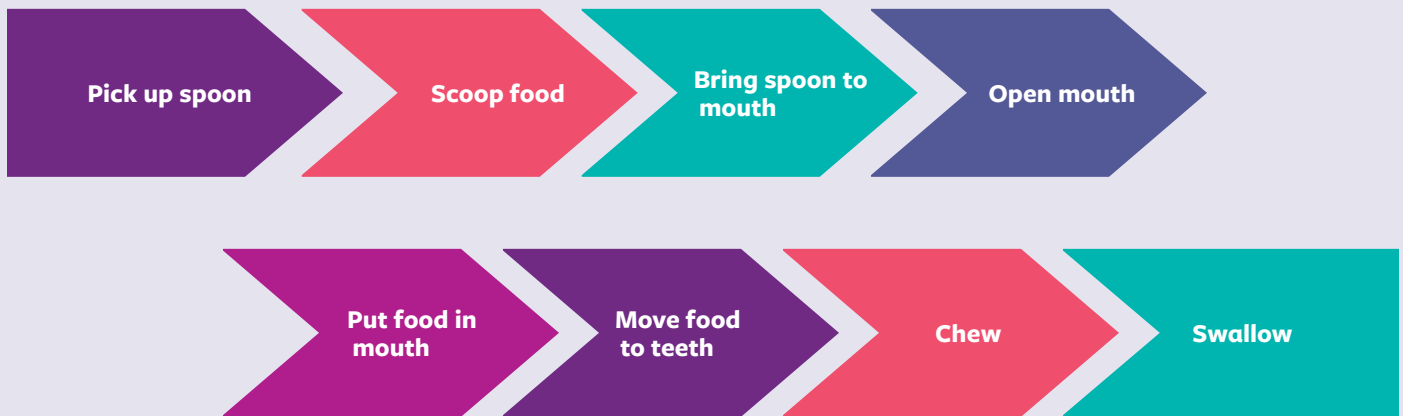 Pick up spoon
Scoop food
Bring spoon to
mouth
Open mouth
Put food in
mouth
Move food
to teeth
Chew
Swallow